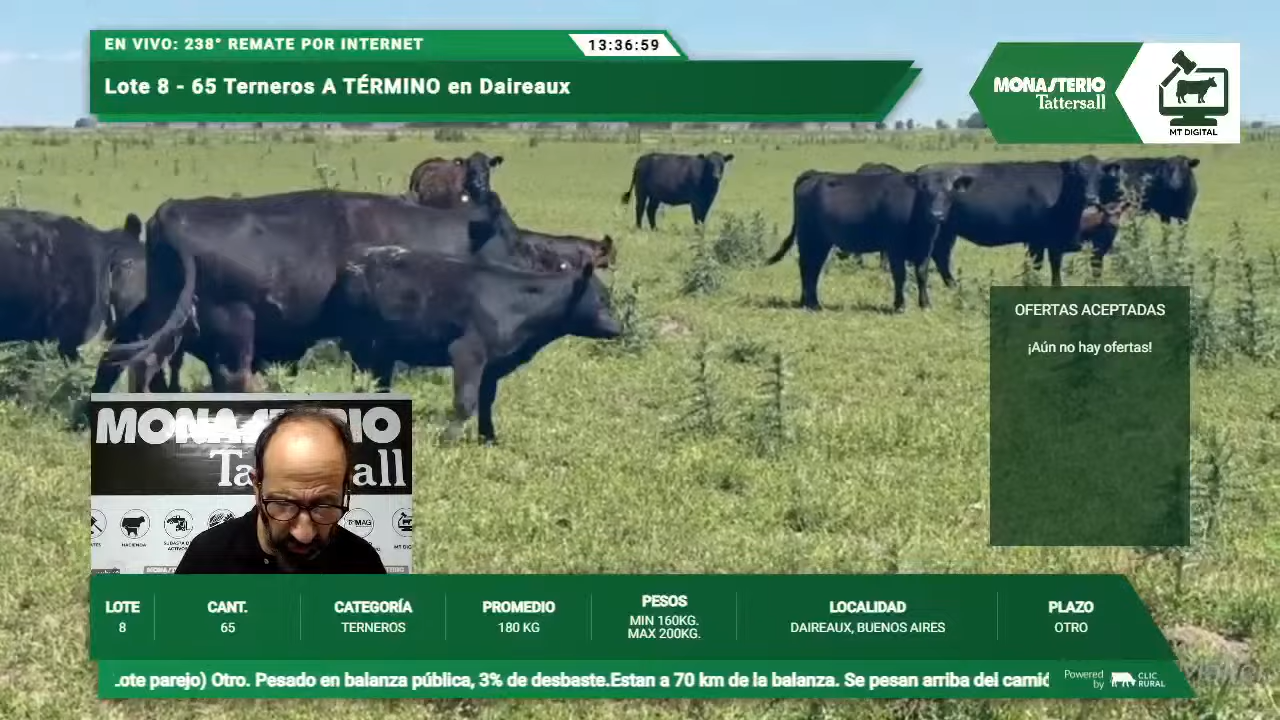 EN VIVO: 238° REMATE POR INTERNET
13:36:59
Lote 8 - 65 Terneros A TÉRMINO en Daireaux
MONASTERIO
Tattersall
MT DIGITAL
OFERTAS ACEPTADAS
¡Aún no hay ofertas!
MONASTERIO
Tattersall
HACIENDA
LOTE
8
CANT.
65
CATEGORÍA
TERNEROS
PROMEDIO
180 KG
PESOS
MIN 160KG.
MAX 200KG.
LOCALIDAD
DAIREAUX, BUENOS AIRES
PLAZO
OTRO
.ote parejo) Otro. Pesado en balanza pública, 3% de desbaste.Estan a 70 km de la balanza. Se pesan arriba del camió
Powered by
CLIC RURAL